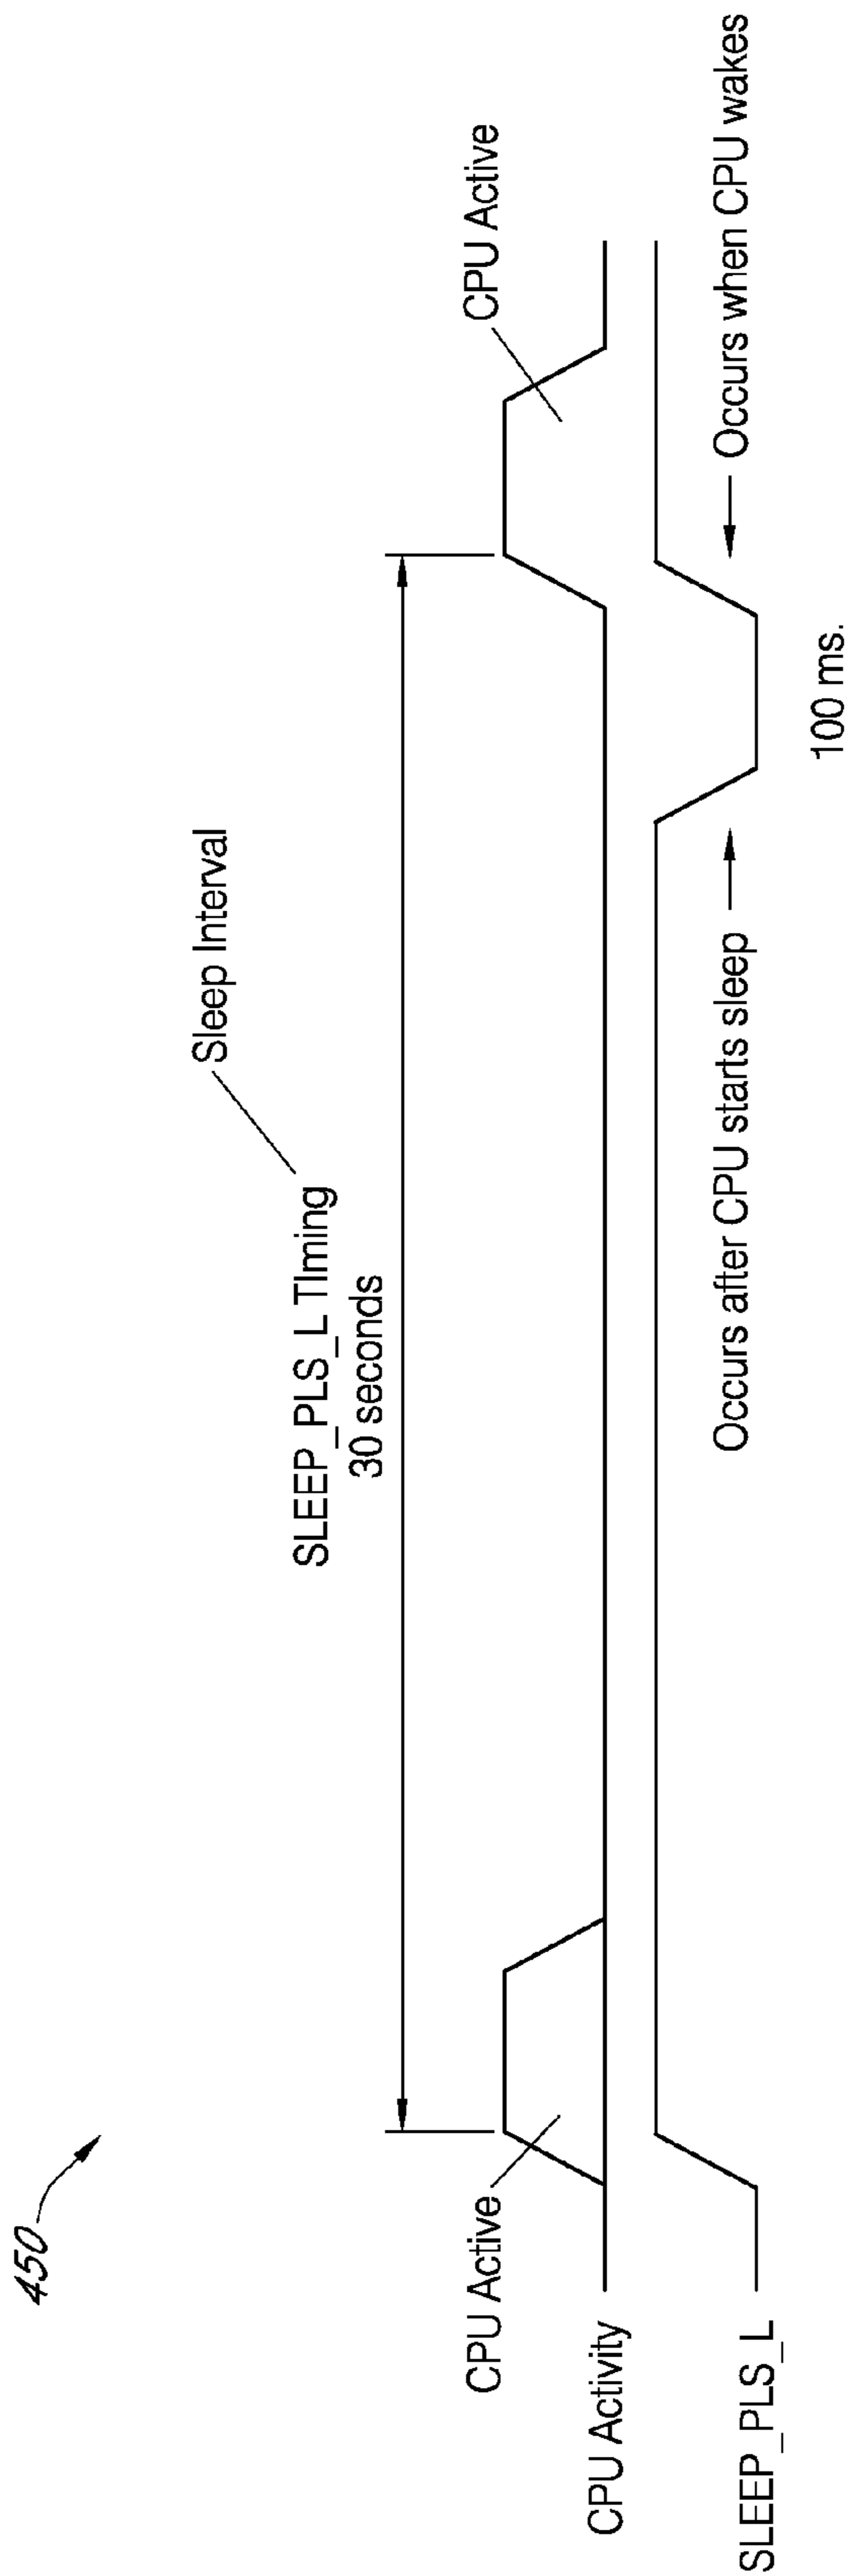 450
Sleep Interval
SLEEP_PLS_L TIming
30 seconds
CPU Active
CPU Active
CPU Activity
SLEEP_PLS_L
Occurs after CPU starts sleep
Occurs when CPU wakes
100 ms.